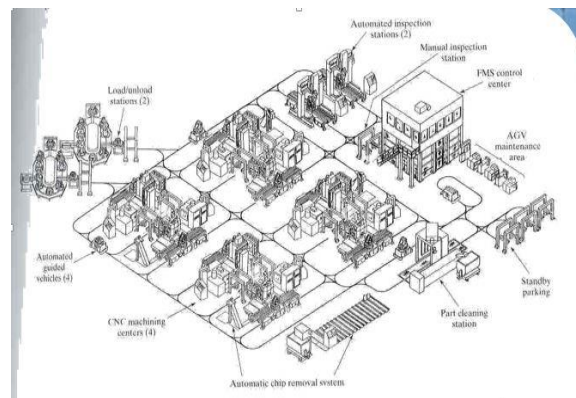 Automated inspection
stations (2)
Manual inspection
station
FMS control
center
Load/unload
stations (2)
AGV
maintenance
area
Automated
guided
vehicles (4)
Standby
parking
CNC machining
centers (4)
Part cleaning
station
Automatic chip removal system